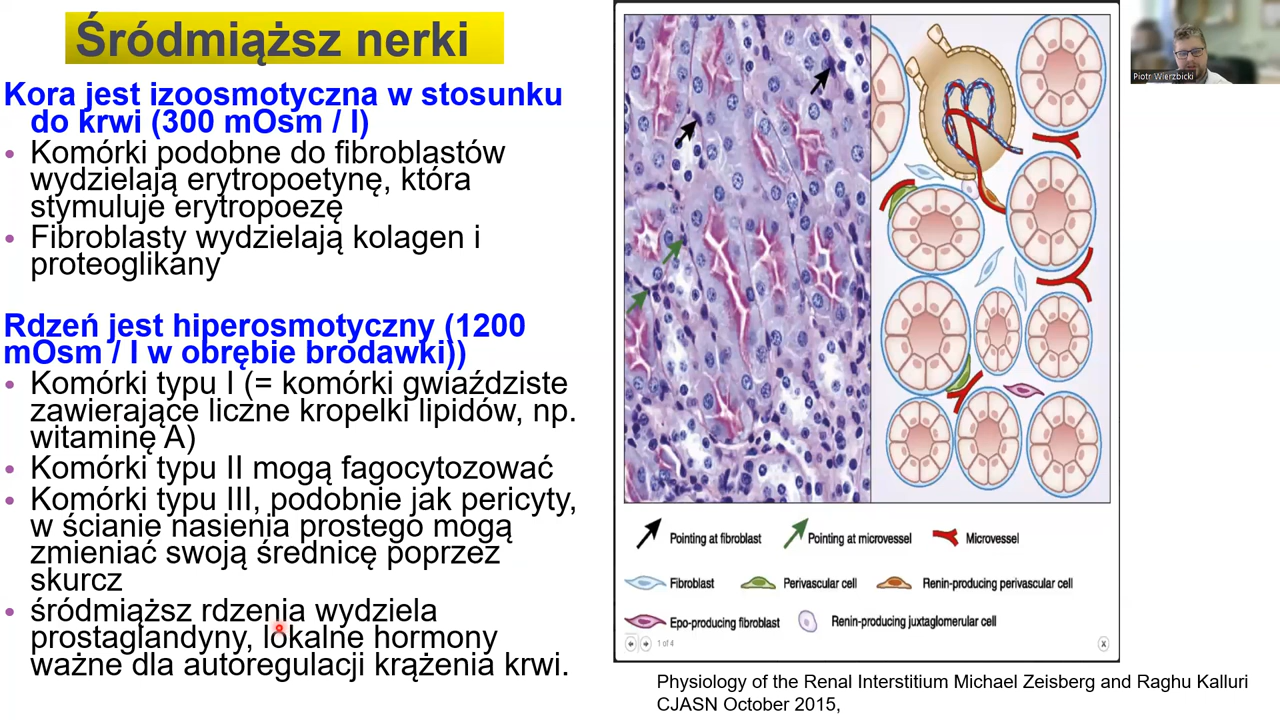 Śródmiąższ nerki
Kora jest izoosmotyczna w stosunku
do krwi (300 mOsm / l)
• Komórki podobne do fibroblastów
wydzielają erytropoetynę, która
stymuluje erytropoezę
• Fibroblasty wydzielają kolagen i
proteoglikany
Rdzeń jest hiperosmotyczny (1200
mOsm / l w obrębie brodawki))
• Komórki typu I (= komórki gwiaździste
zawierające liczne kropelki lipidów, np.
witaminę A)
• Komórki typu II mogą fagocytozować
• Komórki typu III, podobnie jak pericyty,
w ścianie nasienia prostego mogą
zmieniać swoją średnicę poprzez
skurcz
• śródmiąższ rdzenia wydziela
prostaglandyny, lokalne hormony
ważne dla autoregulacji krążenia krwi.
Pointing at fibroblast
Pointing at microvessel
Microvessel
Fibroblast
Perivascular cell
Renin-producing perivascular cell
Epo-producing fibroblast
Renin-producing juxtaglomerular cell
1 of 4
X
Physiology of the Renal Interstitium Michael Zeisberg and Raghu Kalluri
CJASN October 2015,
Piotr Wierzbicki